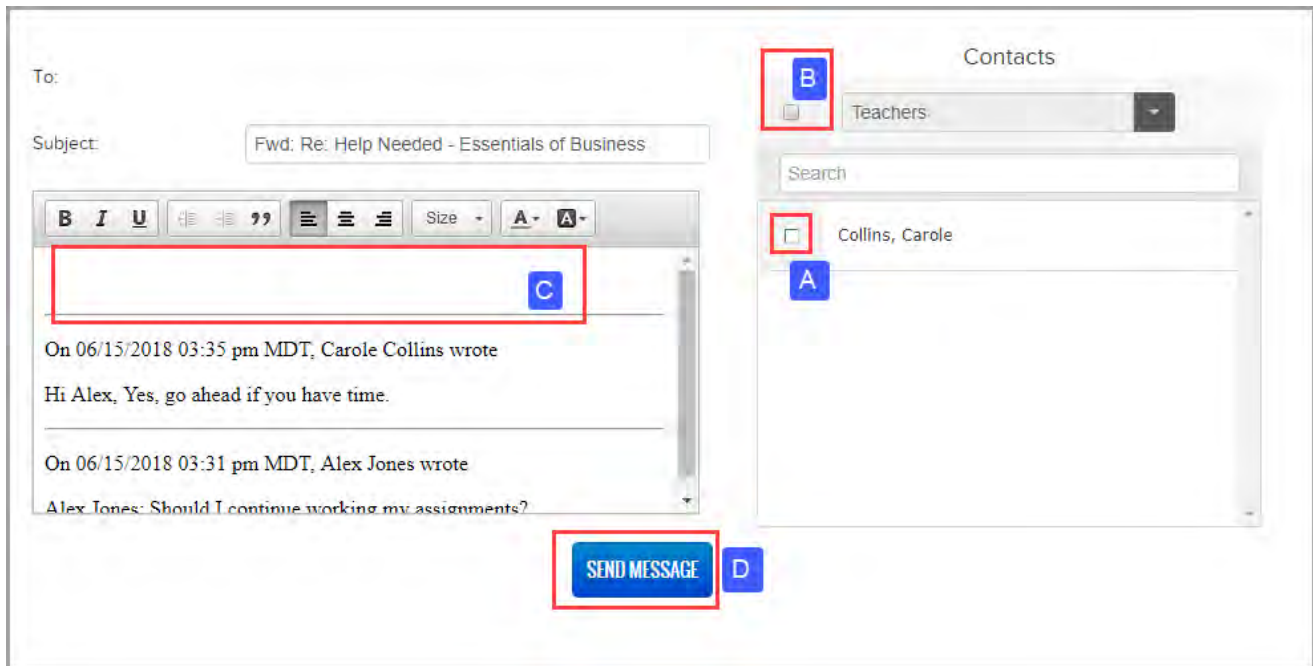 To:
Subject:
Fwd: Re: Help Needed - Essentials of Business
B I U ❞ Size A A
C
On 06/15/2018 03:35 pm MDT, Carole Collins wrote
Hi Alex, Yes, go ahead if you have time.
On 06/15/2018 03:31 pm MDT, Alex Jones wrote
Alex Jones: Should I continue working my assignments?
Contacts
B
Teachers
Search
Collins, Carole
A
SEND MESSAGE
D